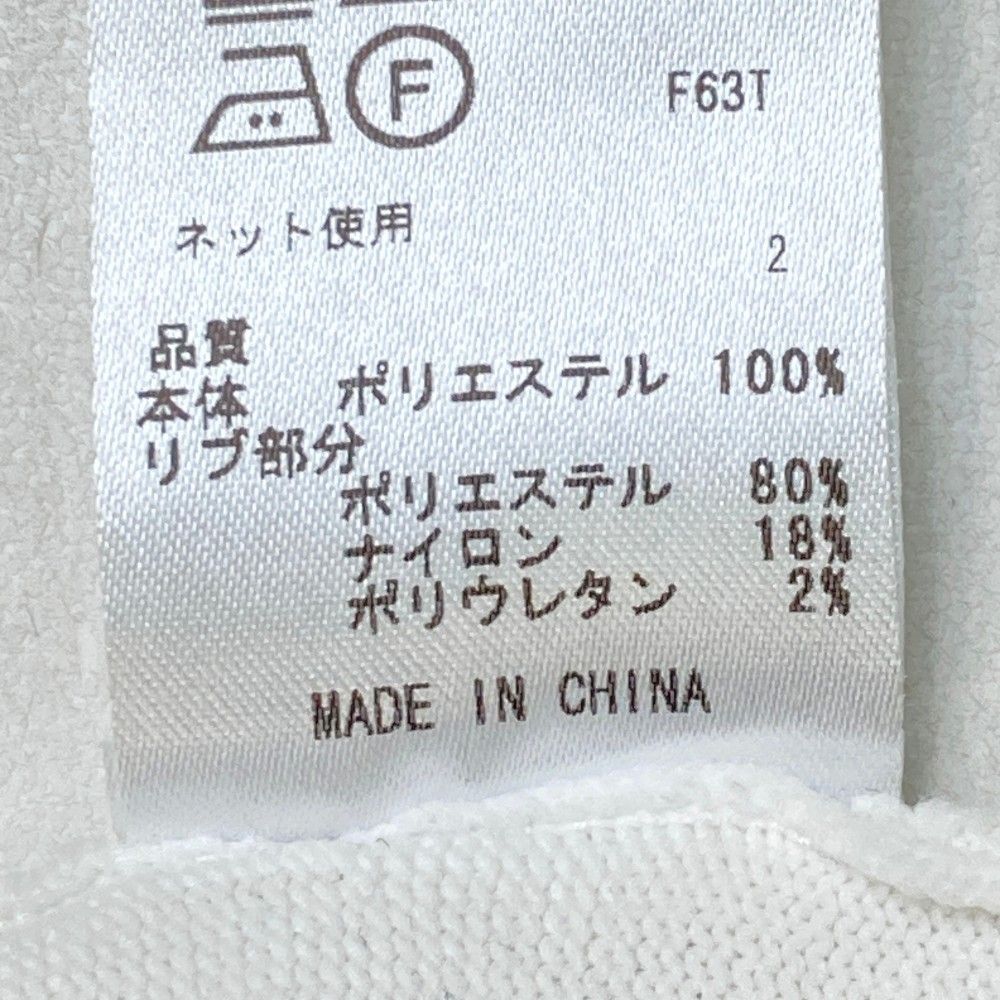 F
F63T
ネット使用
2
品質
本体 ポリエステル 100%
リブ部分
ポリエステル 80%
ナイロン 18%
ポリウレタン 2%
MADE IN CHINA